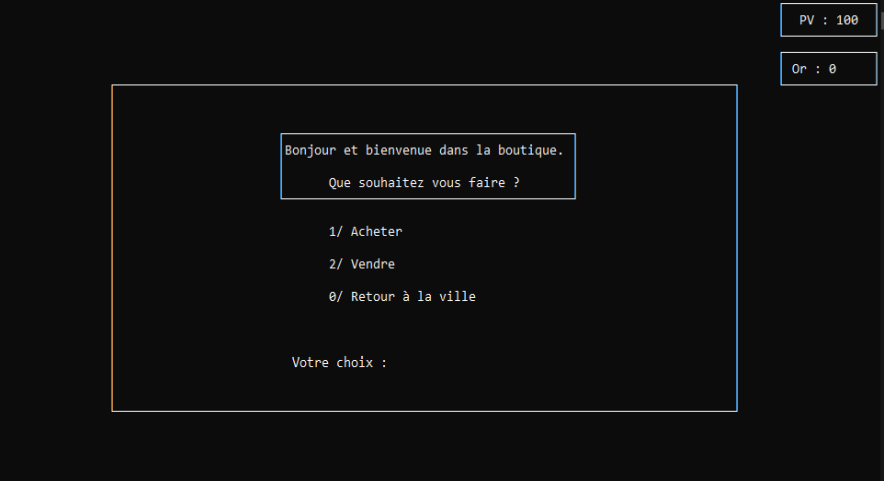 PV : 100
Or : 0
Bonjour et bienvenue dans la boutique.
Que souhaitez vous faire ?
1/ Acheter
2/ Vendre
0/ Retour à la ville
Votre choix :